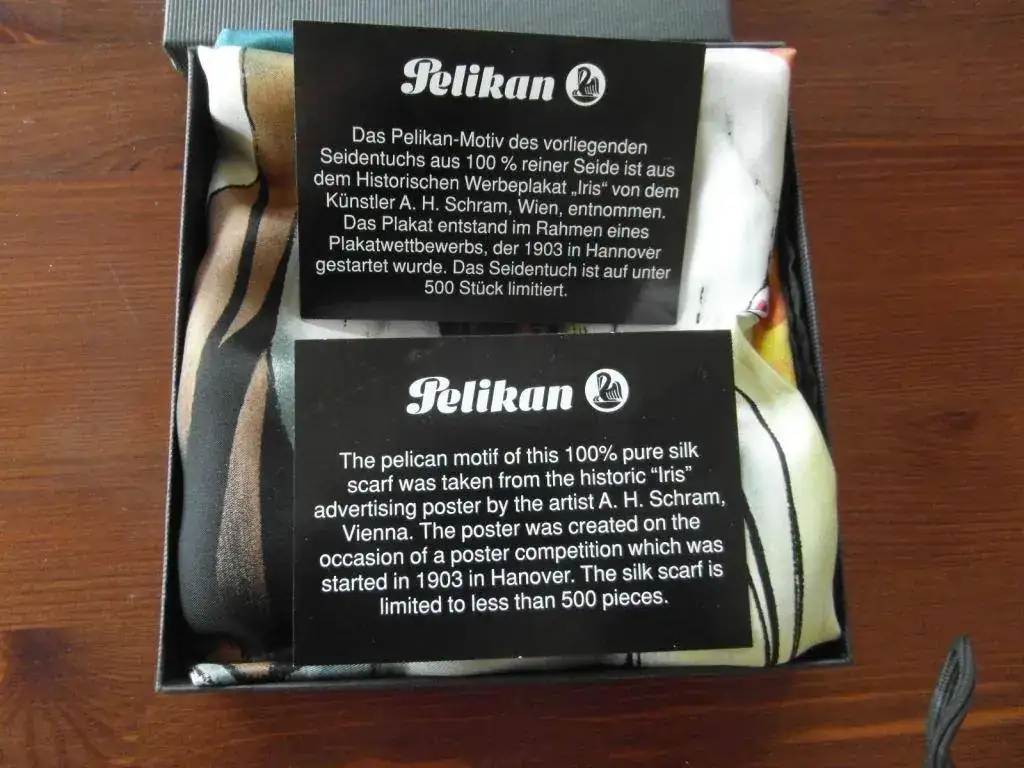 Pelikan
Das Pelikan-Motiv des vorliegenden
Seidentuchs aus 100 % reiner Seide ist aus
dem Historischen Werbeplakat „Iris“ von dem
Künstler A. H. Schram, Wien, entnommen.
Das Plakat entstand im Rahmen eines
Plakatwettbewerbs, der 1903 in Hannover
gestartet wurde. Das Seidentuch ist auf unter
500 Stück limitiert.
Pelikan
The pelican motif of this 100% pure silk
scarf was taken from the historic “Iris”
advertising poster by the artist A. H. Schram,
Vienna. The poster was created on the
occasion of a poster competition which was
started in 1903 in Hanover. The silk scarf is
limited to less than 500 pieces.